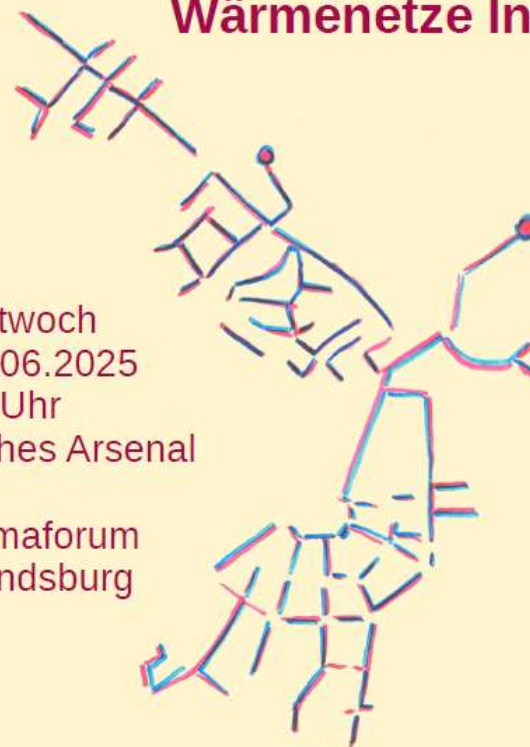 Wärmenetze In
twoch
06.2025
Uhr
hes Arsenal
maforum
ndsburg